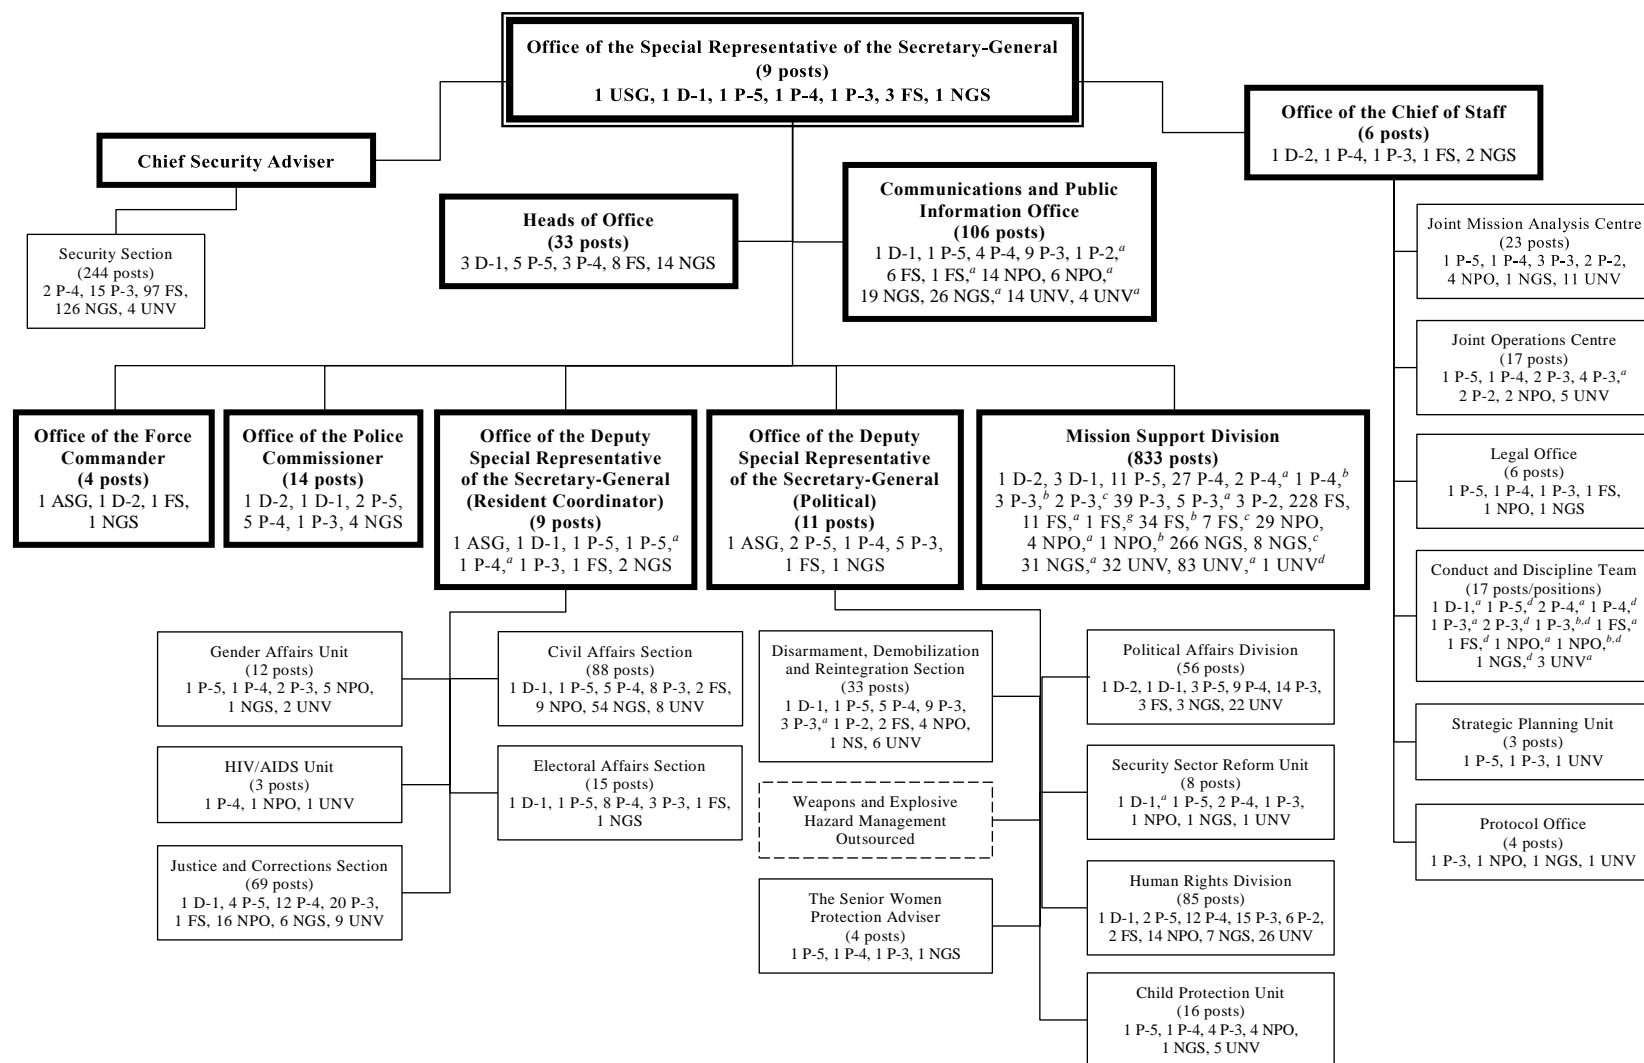 Office of the Special Representative of the Secretary-General
(9 posts)
1 USG, 1 D-1, 1 P-5, 1 P-4, 1 P-3, 3 FS, 1 NGS
Office of the Chief of Staff
(6 posts)
1 D-2, 1 P-4, 1 P-3, 1 FS, 2 NGS
Chief Security Adviser
Security Section
(244 posts)
2 P-4, 15 P-3, 97 FS,
126 NGS, 4 UNV
Heads of Office
(33 posts)
3 D-1, 5 P-5, 3 P-4, 8 FS, 14 NGS
Communications and Public
Information Office
(106 posts)
1 D-1, 1 P-5, 4 P-4, 9 P-3, 1 P-2,a
6 FS, 1 FS,a 14 NPO, 6 NPO,a
19 NGS, 26 NGS,a 14 UNV, 4 UNVa
Joint Mission Analysis Centre
(23 posts)
1 P-5, 1 P-4, 3 P-3, 2 P-2,
4 NPO, 1 NGS, 11 UNV
Joint Operations Centre
(17 posts)
1 P-5, 1 P-4, 2 P-3, 4 P-3,a
2 P-2, 2 NPO, 5 UNV
Legal Office
(6 posts)
1 P-5, 1 P-4, 1 P-3, 1 FS,
1 NPO, 1 NGS
Conduct and Discipline Team
(17 posts/positions)
1 D-1,a 1 P-5,d 2 P-4,a 1 P-4,d
1 P-3,a 2 P-3,d 1 P-3,b,d 1 FS,a
1 FS,d 1 NPO,a 1 NPO,b,d
1 NGS,d 3 UNVa
Strategic Planning Unit
(3 posts)
1 P-5, 1 P-3, 1 UNV
Protocol Office
(4 posts)
1 P-3, 1 NPO, 1 NGS, 1 UNV
Office of the Force
Commander
(4 posts)
1 ASG, 1 D-2, 1 FS,
1 NGS
Office of the Police
Commissioner
(14 posts)
1 D-2, 1 D-1, 2 P-5,
5 P-4, 1 P-3, 4 NGS
Office of the Deputy
Special Representative
of the Secretary-General
(Resident Coordinator)
(9 posts)
1 ASG, 1 D-1, 1 P-5, 1 P-5,a
1 P-4,a 1 P-3, 1 FS, 2 NGS
Office of the Deputy
Special Representative
of the Secretary-General
(Political)
(11 posts)
1 ASG, 2 P-5, 1 P-4, 5 P-3,
1 FS, 1 NGS
Mission Support Division
(833 posts)
1 D-2, 3 D-1, 11 P-5, 27 P-4, 2 P-4,a 1 P-4,b
3 P-3,b 2 P-3,c 39 P-3, 5 P-3,a 3 P-2, 228 FS,
11 FS,a 1 FS,g 34 FS,b 7 FS,c 29 NPO,
4 NPO,a 1 NPO,b 266 NGS, 8 NGS,c
31 NGS,a 32 UNV, 83 UNV,a 1 UNVd
Gender Affairs Unit
(12 posts)
1 P-5, 1 P-4, 2 P-3, 5 NPO,
1 NGS, 2 UNV
HIV/AIDS Unit
(3 posts)
1 P-4, 1 NPO, 1 UNV
Justice and Corrections Section
(69 posts)
1 D-1, 4 P-5, 12 P-4, 20 P-3,
1 FS, 16 NPO, 6 NGS, 9 UNV
Civil Affairs Section
(88 posts)
1 D-1, 1 P-5, 5 P-4, 8 P-3, 2 FS,
9 NPO, 54 NGS, 8 UNV
Electoral Affairs Section
(15 posts)
1 D-1, 1 P-5, 8 P-4, 3 P-3, 1 FS,
1 NGS
Disarmament, Demobilization
and Reintegration Section
(33 posts)
1 D-1, 1 P-5, 5 P-4, 9 P-3,
3 P-3,a 1 P-2, 2 FS, 4 NPO,
1 NS, 6 UNV
Weapons and Explosive
Hazard Management
Outsourced
The Senior Women
Protection Adviser
(4 posts)
1 P-5, 1 P-4, 1 P-3, 1 NGS
Political Affairs Division
(56 posts)
1 D-2, 1 D-1, 3 P-5, 9 P-4, 14 P-3,
3 FS, 3 NGS, 22 UNV
Security Sector Reform Unit
(8 posts)
1 D-1,a 1 P-5, 2 P-4, 1 P-3,
1 NPO, 1 NGS, 1 UNV
Human Rights Division
(85 posts)
1 D-1, 2 P-5, 12 P-4, 15 P-3, 6 P-2,
2 FS, 14 NPO, 7 NGS, 26 UNV
Child Protection Unit
(16 posts)
1 P-5, 1 P-4, 4 P-3, 4 NPO,
1 NGS, 5 UNV